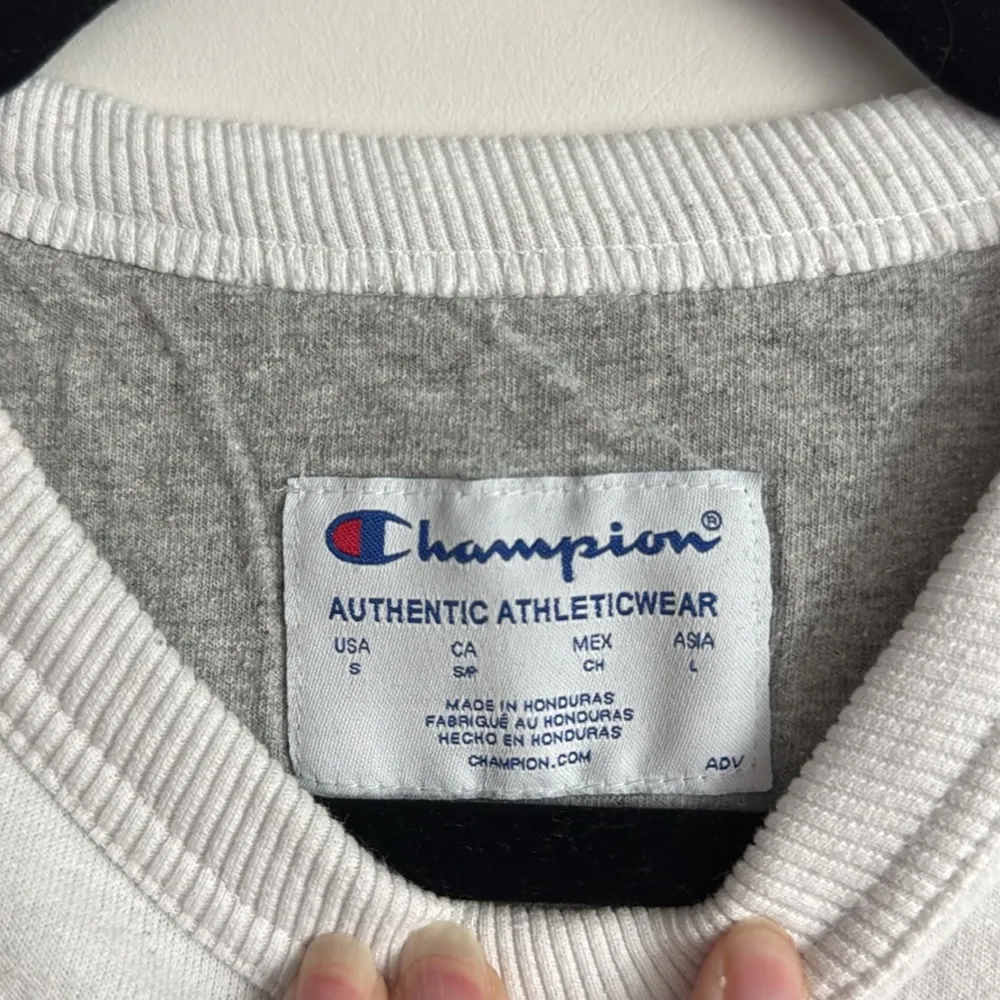 Champion®
AUTHENTIC ATHLETICWEAR
USA CA MEX ASIA
S S/P CH L
MADE IN HONDURAS
FABRIQUÉ AU HONDURAS
HECHO EN HONDURAS
CHAMPION.COM ADV